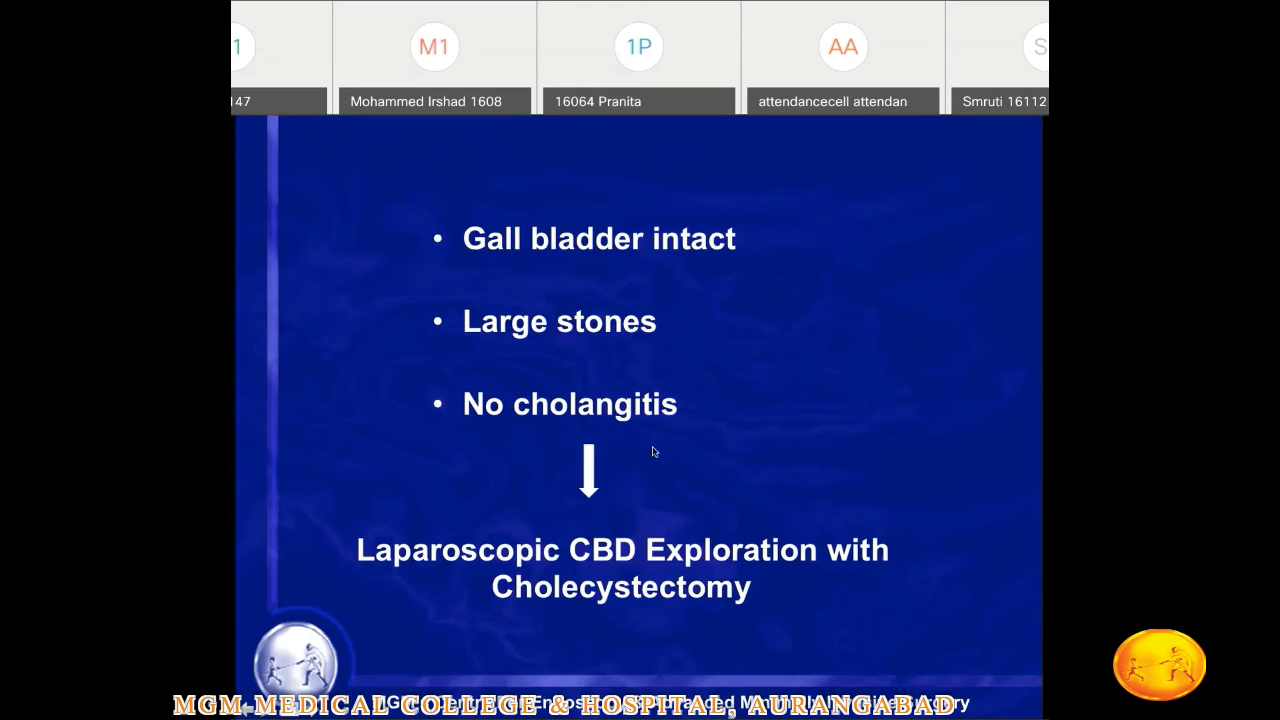 1
M1
1P
AA
S
147
Mohammed Irshad 1608
16064 Pranita
attendancecell attendan
Smruti 16112
• Gall bladder intact
• Large stones
• No cholangitis
Laparoscopic CBD Exploration with
Cholecystectomy
MGM MEDICAL COLLEGE & HOSPITAL, AURANGABAD